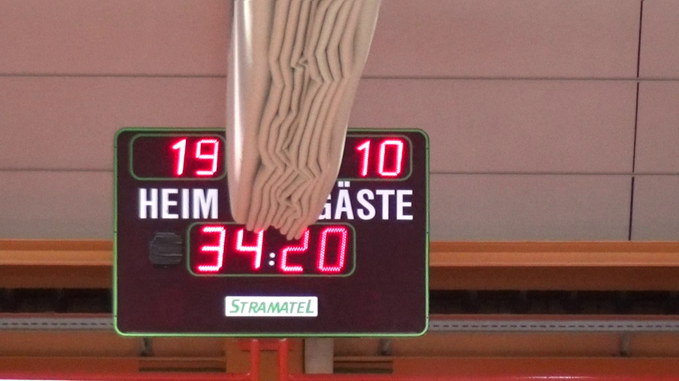 19 10
HEIM GÄSTE
34:20
STRAMATEL